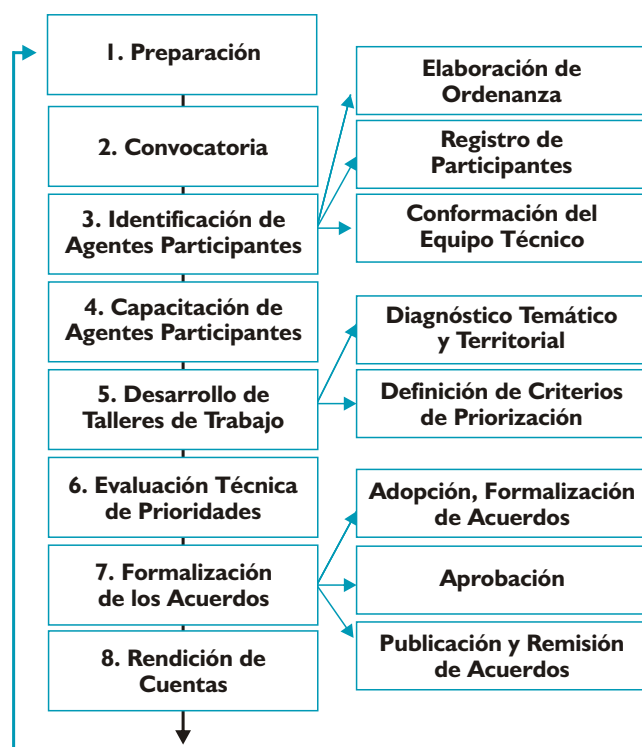 1. Preparación
2. Convocatoria
3. Identificación de
Agentes Participantes
Elaboración de
Ordenanza
Registro de
Participantes
Conformación del
Equipo Técnico
4. Capacitación de
Agentes Participantes
5. Desarrollo de
Talleres de Trabajo
Diagnóstico Temático
y Territorial
Definición de Criterios
de Priorización
6. Evaluación Técnica
de Prioridades
7. Formalización
de los Acuerdos
Adopción, Formalización
de Acuerdos
Aprobación
Publicación y Remisión
de Acuerdos
8. Rendición de
Cuentas